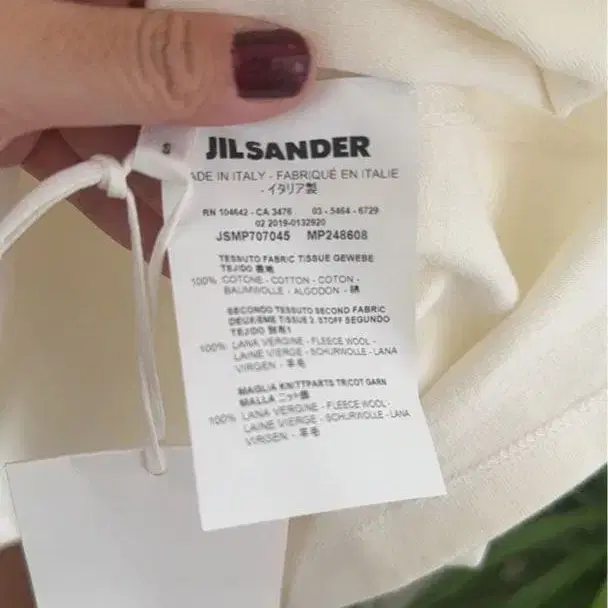 S
JILSANDER
ADE IN ITALY - FABRIQUÉ EN ITALIE
- イタリア製
RN 104642 - CA 3476 03 - 5464 - 6729
02 2019-0132920
JSMP707045 MP248608
TESSUTO FABRIC TISSUE GEWEBE
TEJIDO 表地
100% COTONE - COTTON - COTON -
BAUMWOLLE - ALGODON - 綿
SECONDO TESSUTO SECOND FABRIC
DEUXIEME TISSUE 2. STOFF SEGUNDO
TEJIDO 別布1
100% LANA VERGINE - FLEECE WOOL -
LAINE VIERGE - SCHURWOLLE - LANA
VIRGEN - 羊毛
MAGLIA KNITTPARTS TRICOT GARN
MALLA ニット部
100% LANA VERGINE - FLEECE WOOL -
LAINE VIERGE - SCHURWOLLE - LANA
VIRGEN - 羊毛